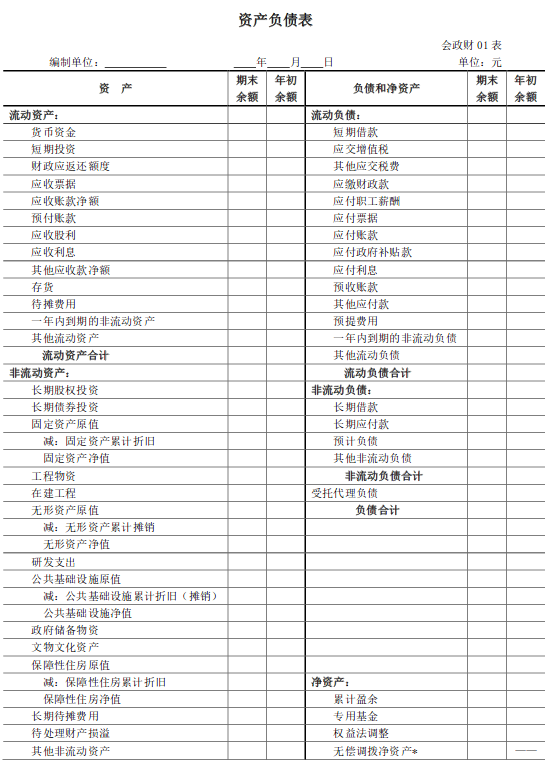 资产负债表
会政财 01 表
编制单位：____________ ____年____月____日 单位：元
资 产 期末余额 年初余额 负债和净资产 期末余额 年初余额
流动资产： 流动负债：
货币资金 短期借款
短期投资 应交增值税
财政应返还额度 其他应交税费
应收票据 应缴财政款
应收账款净额 应付职工薪酬
预付账款 应付票据
应收股利 应付账款
应收利息 应付政府补贴款
其他应收款净额 应付利息
存货 预收账款
待摊费用 其他应付款
一年内到期的非流动资产 预提费用
其他流动资产 一年内到期的非流动负债
流动资产合计 其他流动负债
非流动资产： 流动负债合计
长期股权投资 非流动负债：
长期债券投资 长期借款
固定资产原值 长期应付款
减：固定资产累计折旧 预计负债
固定资产净值 其他非流动负债
工程物资 非流动负债合计
在建工程 受托代理负债
无形资产原值 负债合计
减：无形资产累计摊销
无形资产净值
研发支出
公共基础设施原值
减：公共基础设施累计折旧（摊销）
公共基础设施净值
政府储备物资
文物文化资产
保障性住房原值
减：保障性住房累计折旧 净资产：
保障性住房净值 累计盈余
长期待摊费用 专用基金
待处理财产损溢 权益法调整
其他非流动资产 无偿调拨净资产* ——